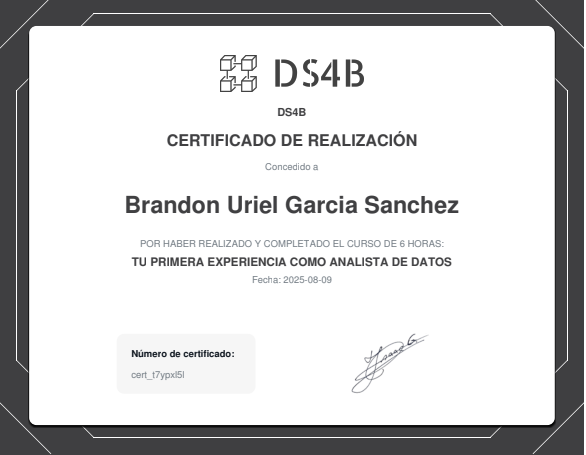 DS4B
DS4B
CERTIFICADO DE REALIZACIÓN
Concedido a
Brandon Uriel Garcia Sanchez
POR HABER REALIZADO Y COMPLETADO EL CURSO DE 6 HORAS:
TU PRIMERA EXPERIENCIA COMO ANALISTA DE DATOS
Fecha: 2025-08-09
Número de certificado:
cert_t7ypxl5l